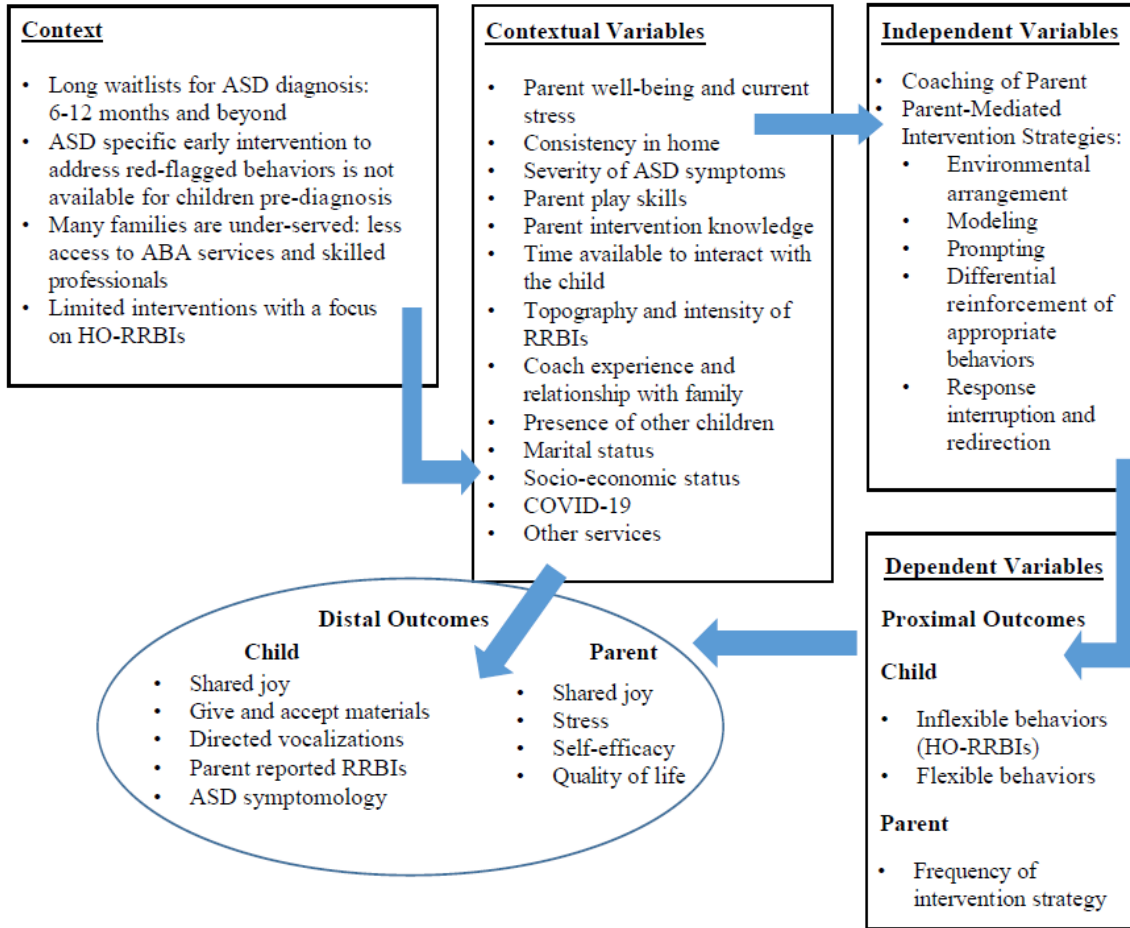 Context
• Long waitlists for ASD diagnosis:
6-12 months and beyond
• ASD specific early intervention to
address red-flagged behaviors is not
available for children pre-diagnosis
• Many families are under-served: less
access to ABA services and skilled
professionals
• Limited interventions with a focus
on HO-RRBIs
Contextual Variables
• Parent well-being and current
stress
• Consistency in home
• Severity of ASD symptoms
• Parent play skills
• Parent intervention knowledge
• Time available to interact with
the child
• Topography and intensity of
RRBIs
• Coach experience and
relationship with family
• Presence of other children
• Marital status
• Socio-economic status
• COVID-19
• Other services
Independent Variables
• Coaching of Parent
• Parent-Mediated
Intervention Strategies:
• Environmental
arrangement
• Modeling
• Prompting
• Differential
reinforcement of
appropriate
behaviors
• Response
interruption and
redirection
Dependent Variables
Proximal Outcomes
Child
• Inflexible behaviors
(HO-RRBIs)
• Flexible behaviors
Parent
• Frequency of
intervention strategy
Distal Outcomes
Child
• Shared joy
• Give and accept materials
• Directed vocalizations
• Parent reported RRBIs
• ASD symptomology
Parent
• Shared joy
• Stress
• Self-efficacy
• Quality of life